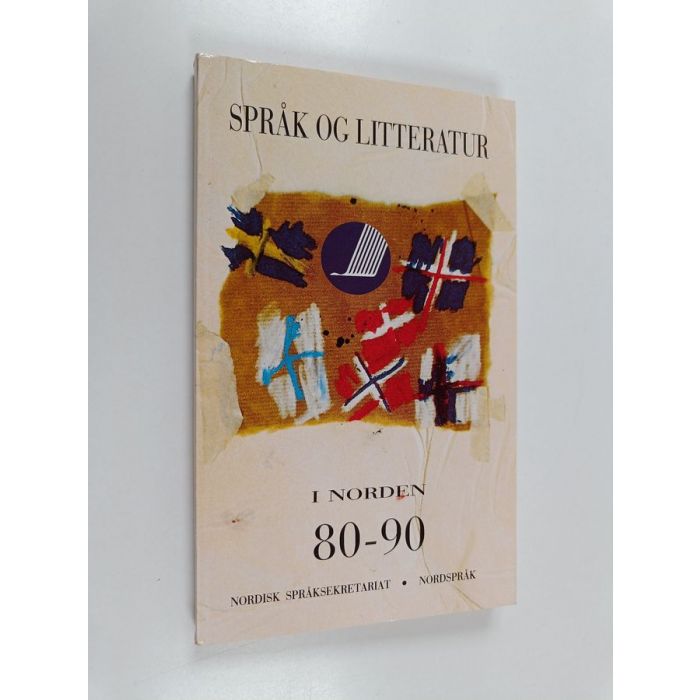 SPRÅK OG LITTERATUR
I NORDEN
80-90
NORDISK SPRÅKSEKRETARIAT • NORDSPRÅK